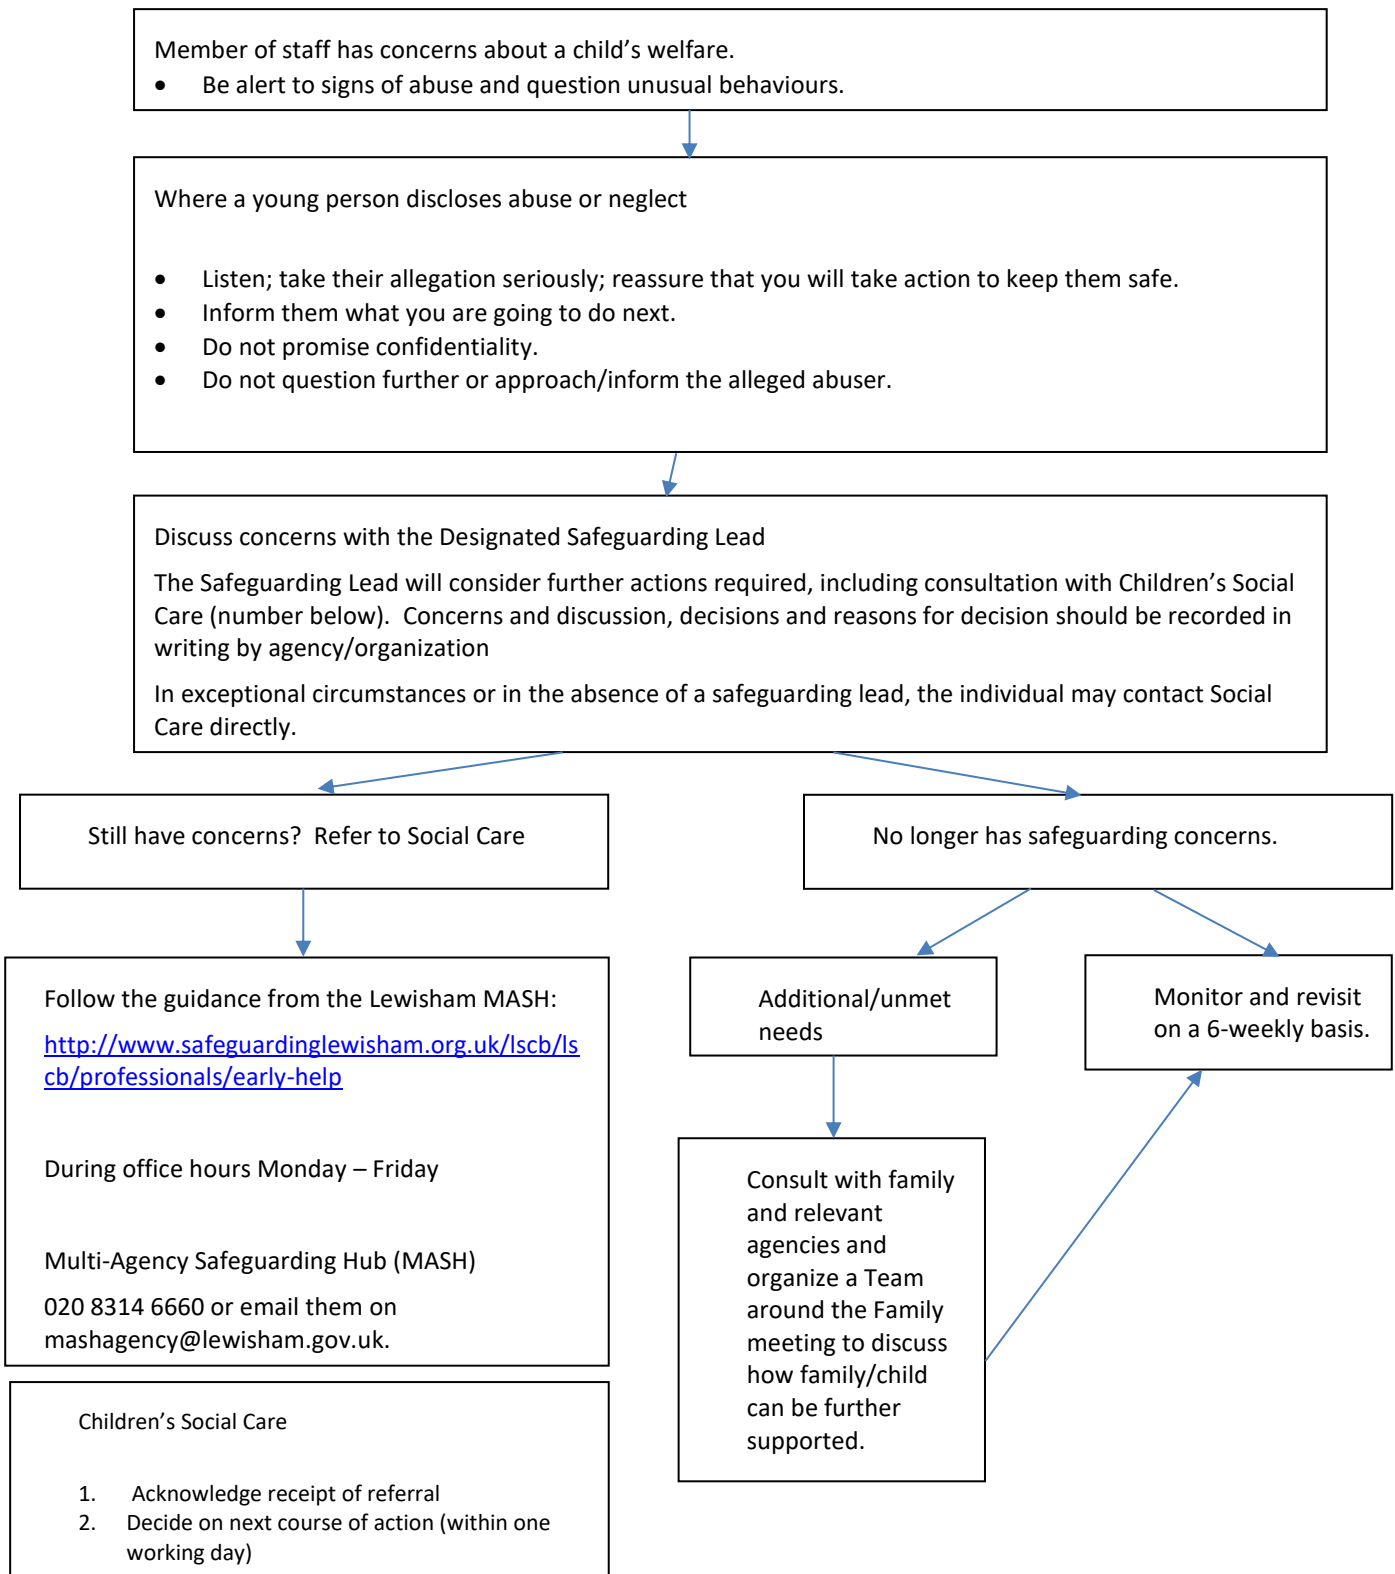 Member of staff has concerns about a child’s welfare.
• Be alert to signs of abuse and question unusual behaviours.
Where a young person discloses abuse or neglect
• Listen; take their allegation seriously; reassure that you will take action to keep them safe.
• Inform them what you are going to do next.
• Do not promise confidentiality.
• Do not question further or approach/inform the alleged abuser.
Discuss concerns with the Designated Safeguarding Lead
The Safeguarding Lead will consider further actions required, including consultation with Children’s Social
Care (number below).  Concerns and discussion, decisions and reasons for decision should be recorded in
writing by agency/organization
In exceptional circumstances or in the absence of a safeguarding lead, the individual may contact Social
Care directly.
Still have concerns?  Refer to Social Care
No longer has safeguarding concerns.
Follow the guidance from the Lewisham MASH:
http://www.safeguardinglewisham.org.uk/lscb/ls
cb/professionals/early-help
During office hours Monday – Friday
Multi-Agency Safeguarding Hub (MASH)
020 8314 6660 or email them on
mashagency@lewisham.gov.uk.
Additional/unmet
needs
Monitor and revisit
on a 6-weekly basis.
Consult with family
and relevant
agencies and
organize a Team
around the Family
meeting to discuss
how family/child
can be further
supported.
Children’s Social Care
1. Acknowledge receipt of referral
2. Decide on next course of action (within one
working day)